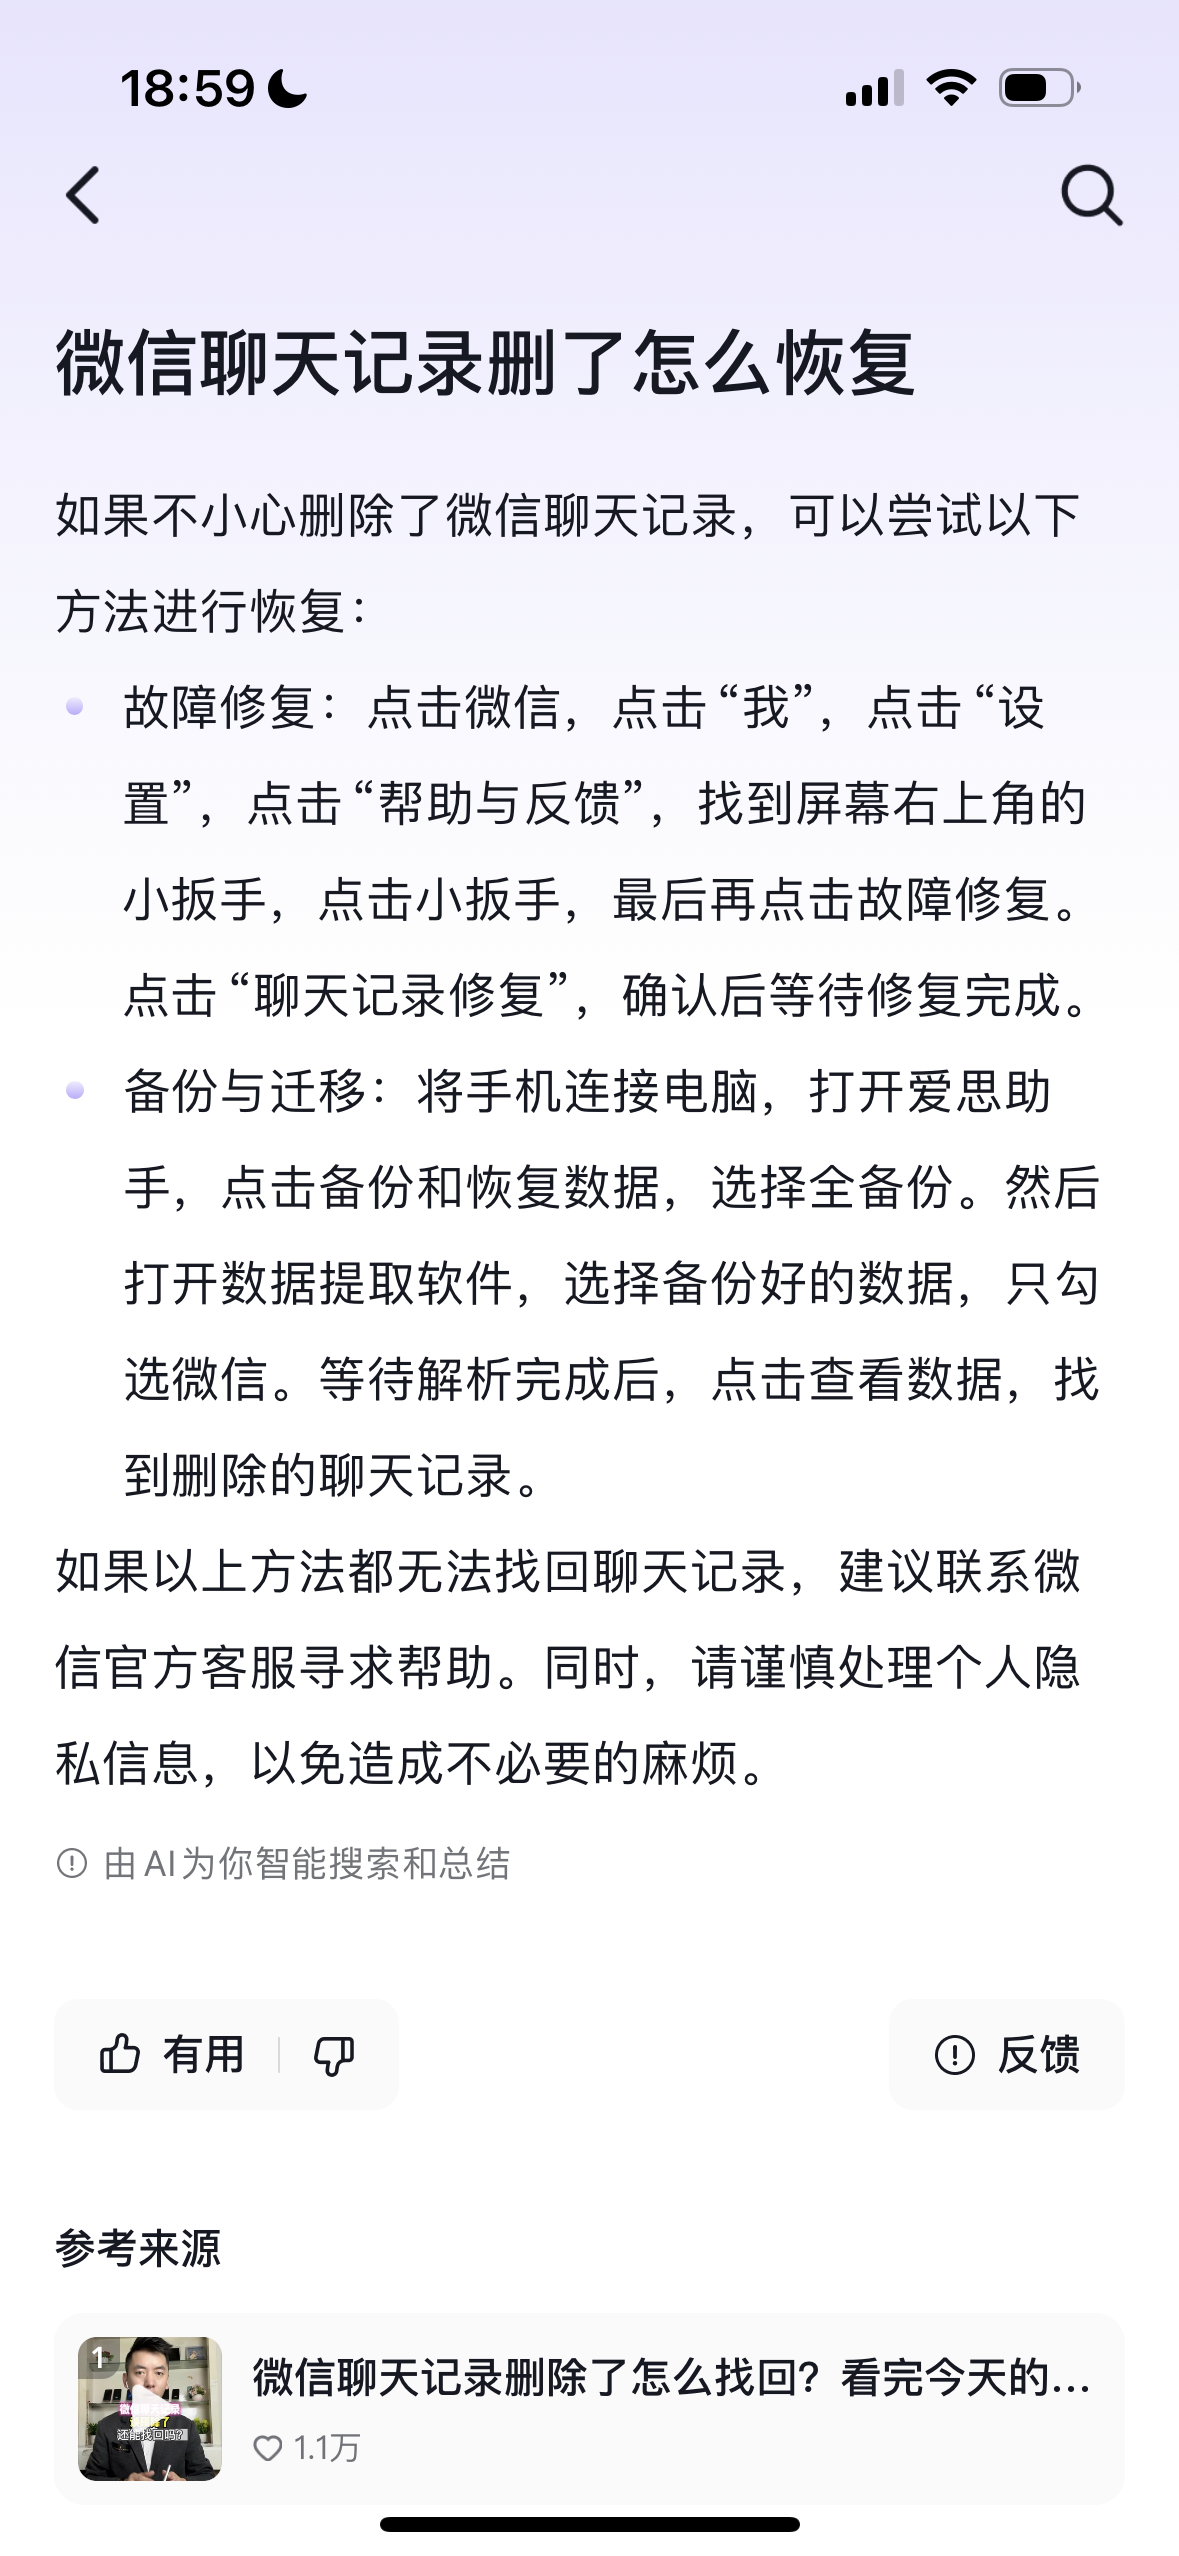 18:59
微信聊天记录删了怎么恢复
如果不小心删除了微信聊天记录，可以尝试以下
方法进行恢复：
故障修复：点击微信，点击“我”，点击“设
置”，点击“帮助与反馈”，找到屏幕右上角的
小扳手，点击小扳手，最后再点击故障修复。
点击“聊天记录修复”，确认后等待修复完成。
备份与迁移：将手机连接电脑，打开爱思助
手，点击备份和恢复数据，选择全备份。然后
打开数据提取软件，选择备份好的数据，只勾
选微信。等待解析完成后，点击查看数据，找
到删除的聊天记录。
如果以上方法都无法找回聊天记录，建议联系微
信官方客服寻求帮助。同时，请谨慎处理个人隐
私信息，以免造成不必要的麻烦。
由AI为你智能搜索和总结
有用
反馈
参考来源
1
还能找回吗?
微信聊天记录删除了怎么找回？看完今天的...
1.1万